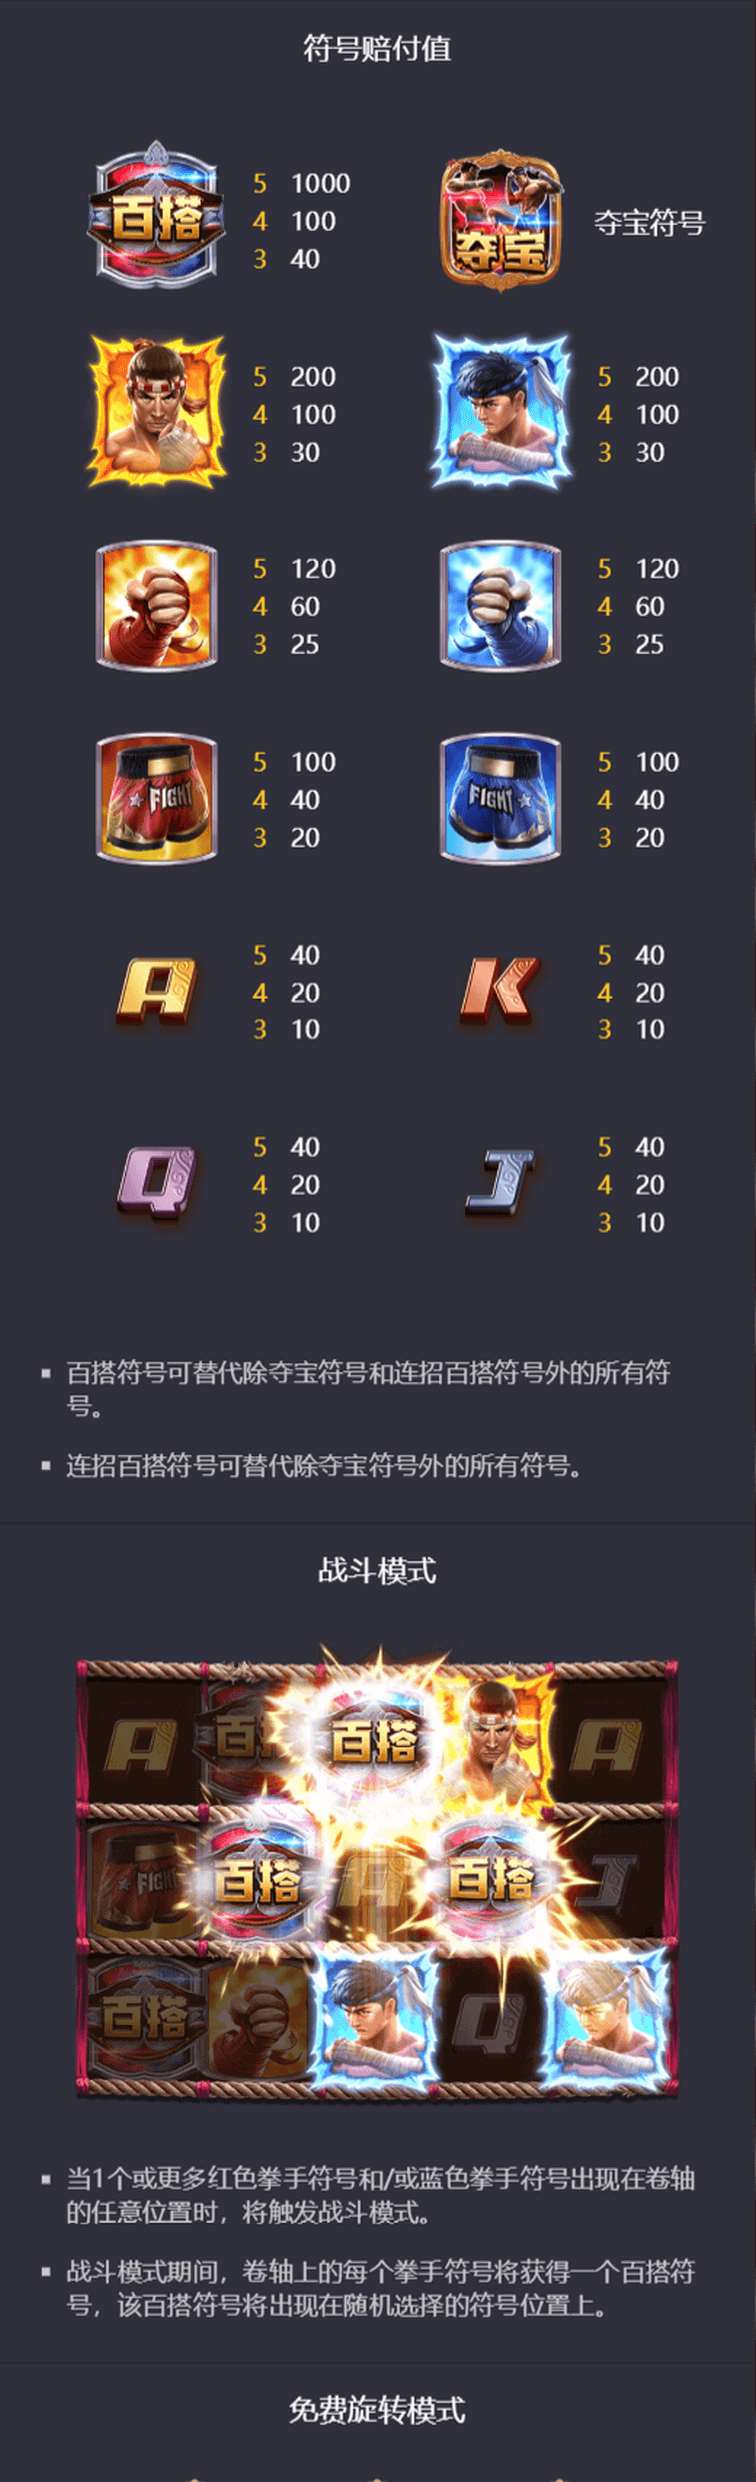 符号赔付值
百搭
5 1000
4 100
3 40
夺宝
夺宝符号
5 200
4 100
3 30
5 200
4 100
3 30
5 120
4 60
3 25
5 120
4 60
3 25
FIGHT
5 100
4 40
3 20
FIGHT
5 100
4 40
3 20
A
5 40
4 20
3 10
K
5 40
4 20
3 10
Q
5 40
4 20
3 10
J
5 40
4 20
3 10
百搭符号可替代除夺宝符号和连招百搭符号外的所有符
号。
连招百搭符号可替代除夺宝符号外的所有符号。
战斗模式
A 百搭 百搭 A
FIGHT 百搭 A 百搭 J
百搭 Q
当1个或更多红色拳手符号和/或蓝色拳手符号出现在卷轴
的任意位置时，将触发战斗模式。
战斗模式期间，卷轴上的每个拳手符号将获得一个百搭符
号，该百搭符号将出现在随机选择的符号位置上。
免费旋转模式